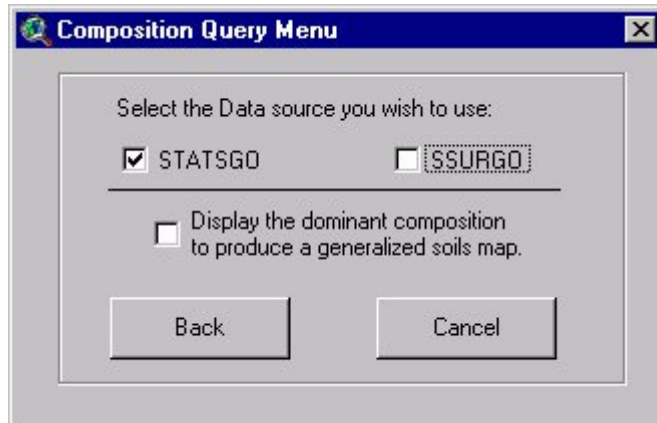 Composition Query Menu
Select the Data source you wish to use:
STATSGO SSURGO
Display the dominant composition
to produce a generalized soils map.
Back Cancel